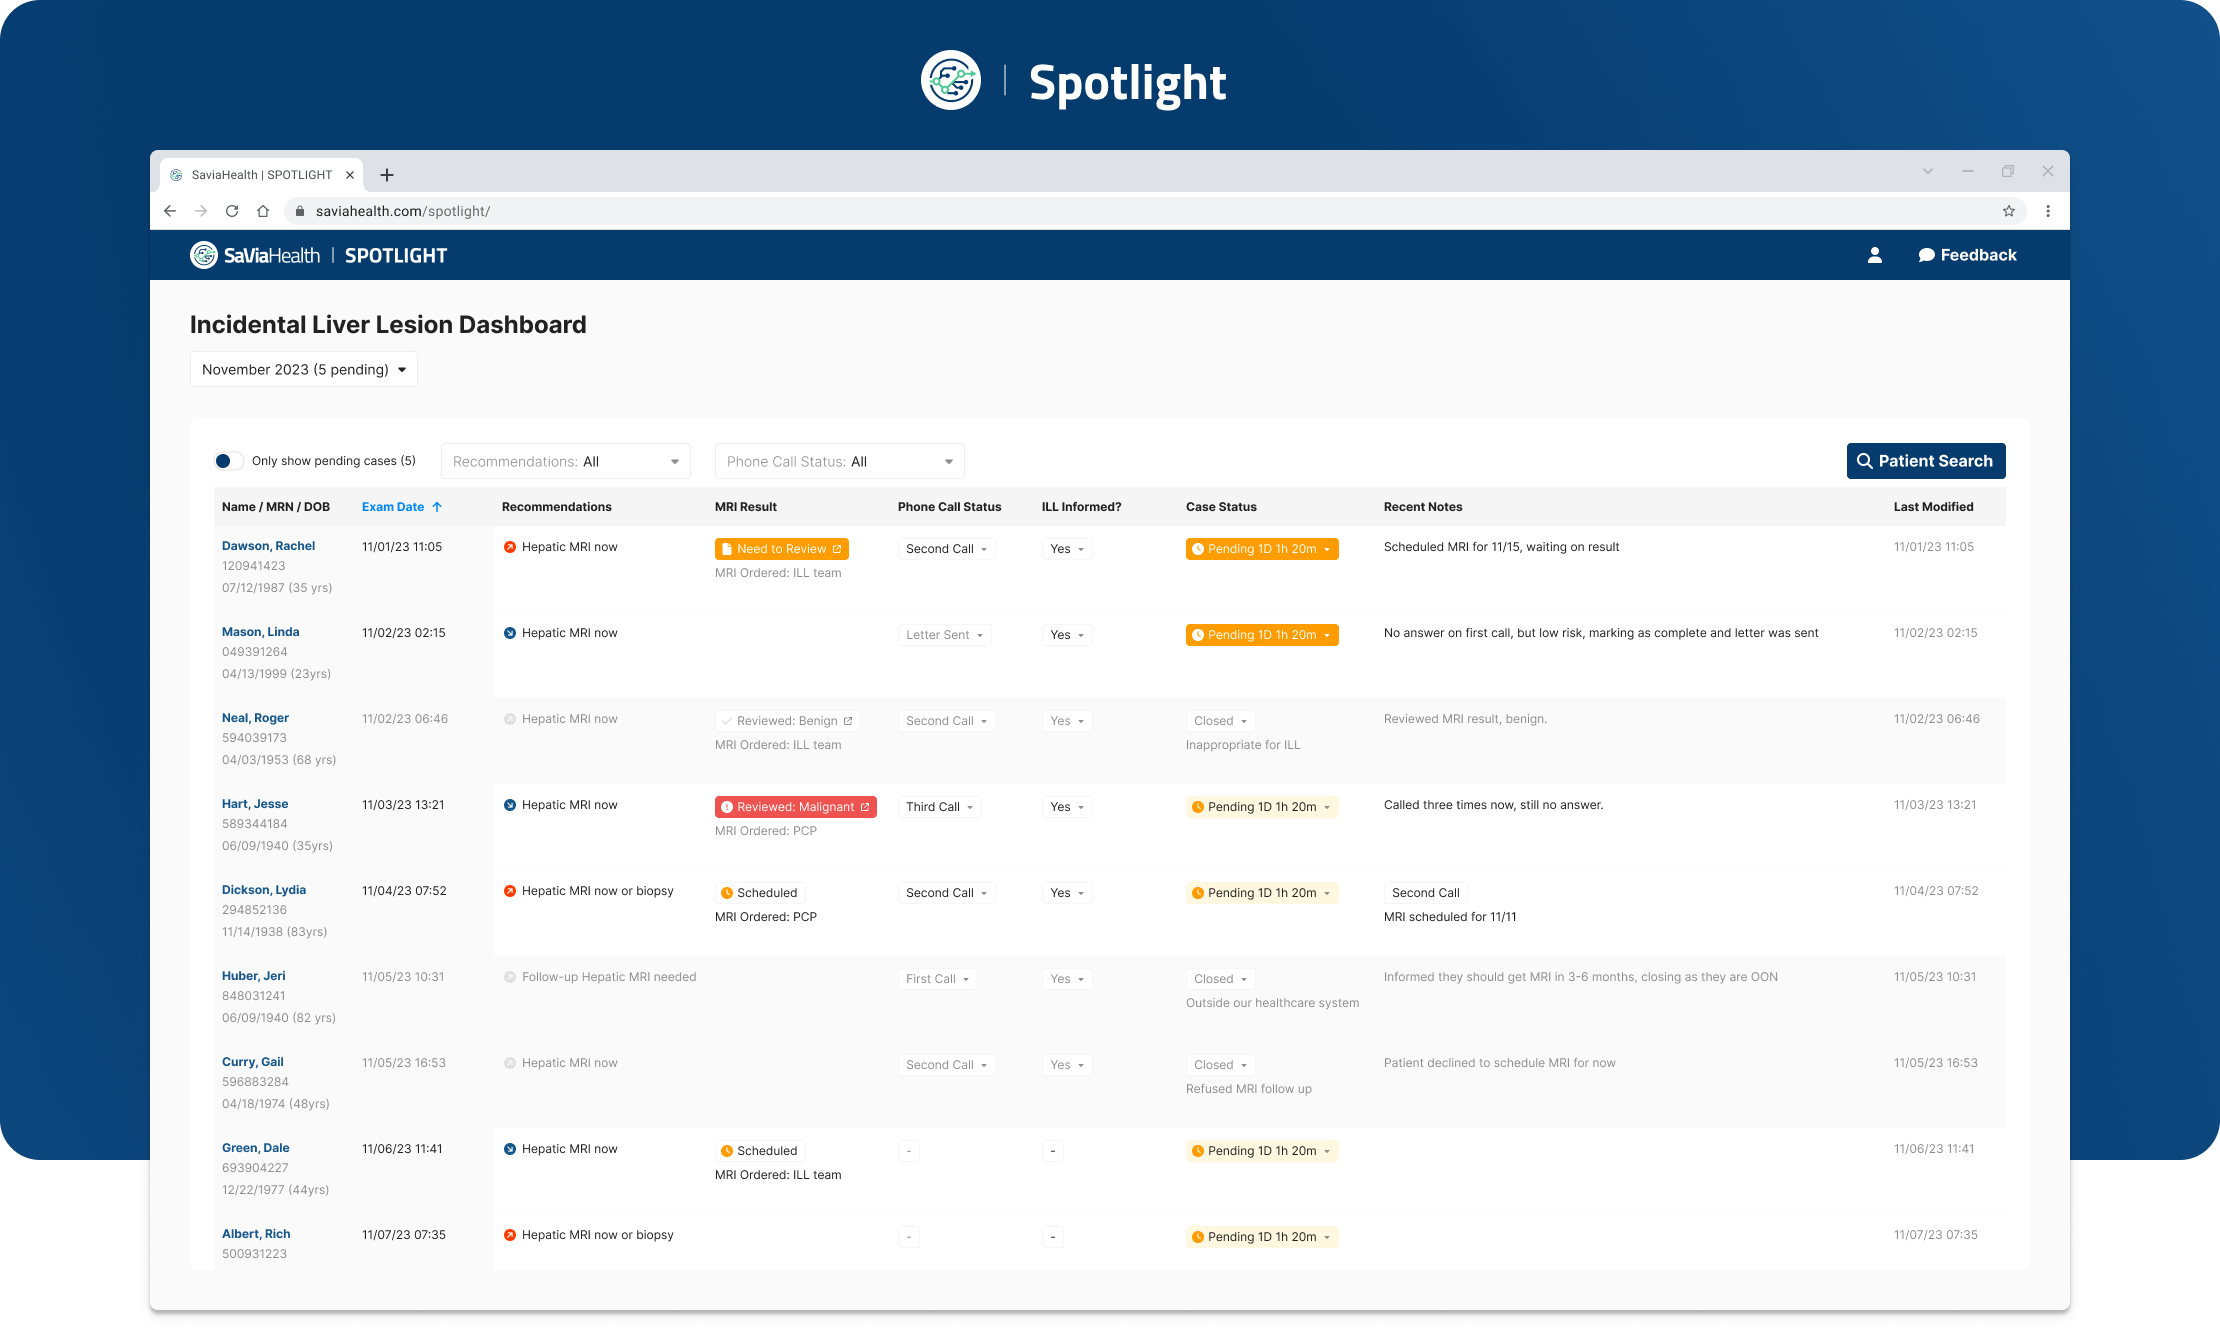 Spotlight
SaviaHealth | SPOTLIGHT
saviahealth.com/spotlight/
SaViaHealth | SPOTLIGHT
Feedback
Incidental Liver Lesion Dashboard
November 2023 (5 pending)
Only show pending cases (5)
Recommendations: All
Phone Call Status: All
Patient Search
Name / MRN / DOB Exam Date Recommendations MRI Result Phone Call Status ILL Informed? Case Status Recent Notes Last Modified
Dawson, Rachel 11/01/23 11:05 Hepatic MRI now Need to Review Second Call Yes Pending 1D 1h 20m Scheduled MRI for 11/15, waiting on result 11/01/23 11:05
120941423 MRI Ordered: ILL team
07/12/1987 (35 yrs)
Mason, Linda 11/02/23 02:15 Hepatic MRI now Letter Sent Yes Pending 1D 1h 20m No answer on first call, but low risk, marking as complete and letter was sent 11/02/23 02:15
049391264
04/13/1999 (23yrs)
Neal, Roger 11/02/23 06:46 Hepatic MRI now Reviewed: Benign Second Call Yes Closed Reviewed MRI result, benign. 11/02/23 06:46
594039173 MRI Ordered: ILL team Inappropriate for ILL
04/03/1953 (68 yrs)
Hart, Jesse 11/03/23 13:21 Hepatic MRI now Reviewed: Malignant Third Call Yes Pending 1D 1h 20m Called three times now, still no answer. 11/03/23 13:21
589344184 MRI Ordered: PCP
06/09/1940 (35yrs)
Dickson, Lydia 11/04/23 07:52 Hepatic MRI now or biopsy Scheduled Second Call Yes Pending 1D 1h 20m Second Call 11/04/23 07:52
294852136 MRI Ordered: PCP MRI scheduled for 11/11
11/14/1938 (83yrs)
Huber, Jeri 11/05/23 10:31 Follow-up Hepatic MRI needed First Call Yes Closed Informed they should get MRI in 3-6 months, closing as they are OON 11/05/23 10:31
848031241 Outside our healthcare system
06/09/1940 (82 yrs)
Curry, Gail 11/05/23 16:53 Hepatic MRI now Second Call Yes Closed Patient declined to schedule MRI for now 11/05/23 16:53
596883284 Refused MRI follow up
04/18/1974 (48yrs)
Green, Dale 11/06/23 11:41 Hepatic MRI now Scheduled - - Pending 1D 1h 20m 11/06/23 11:41
693904227 MRI Ordered: ILL team
12/22/1977 (44yrs)
Albert, Rich 11/07/23 07:35 Hepatic MRI now or biopsy - - Pending 1D 1h 20m 11/07/23 07:35
500931223